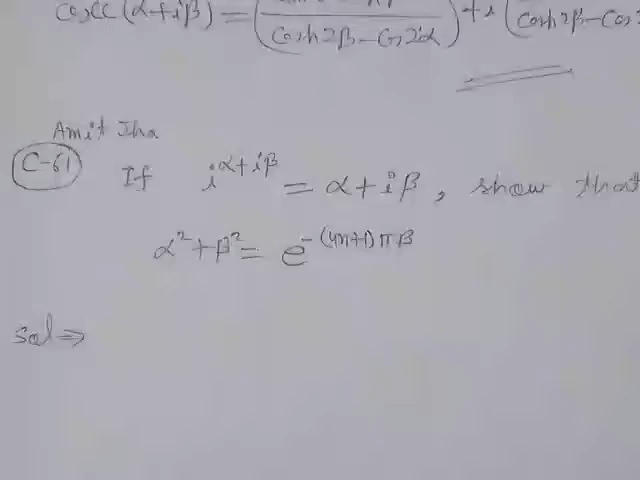 Cosec(α+iβ) = ( / Cosh2β-Cos2α ) + i ( Cosh2β-Cos
Amit Jha
C-61 If i^α+iβ = α+iβ, show that
α²+β² = e^-(4n+1)πβ
sol ⇒